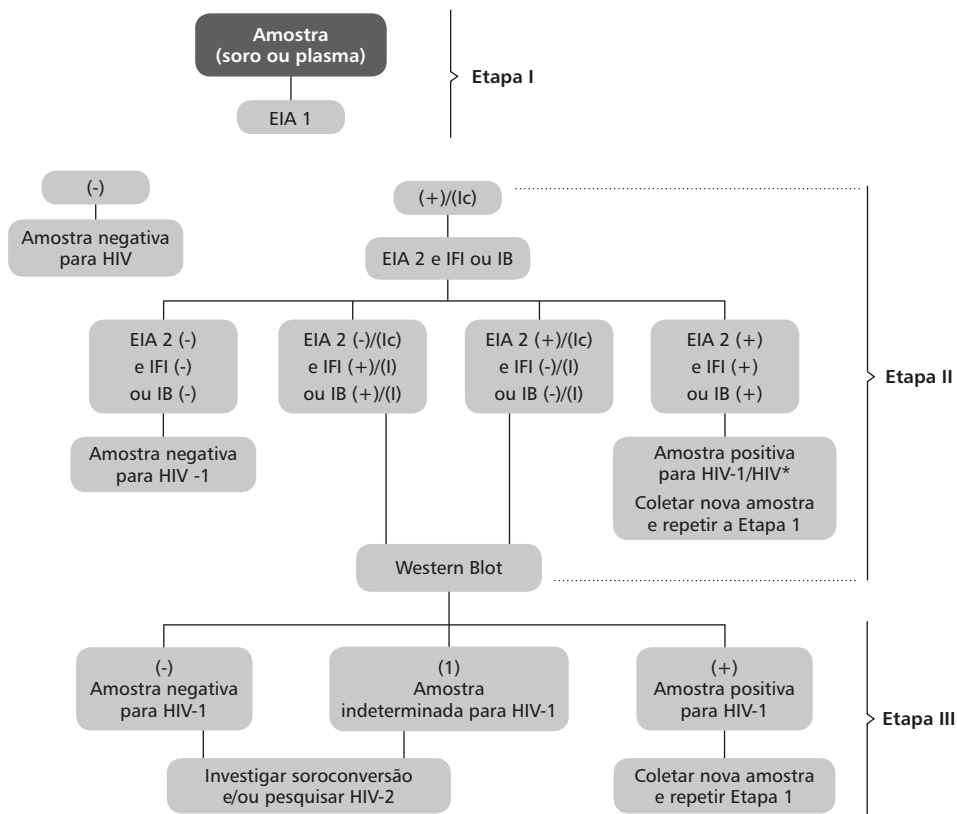 Amostra
(soro ou plasma)
Etapa I
EIA 1
(-)
Amostra negativa
para HIV
(+)/(Ic)
EIA 2 e IFI ou IB
EIA 2 (-)
e IFI (-)
ou IB (-)
EIA 2 (-)/(Ic)
e IFI (+)/(I)
ou IB (+)/(I)
EIA 2 (+)/(Ic)
e IFI (-)/(I)
ou IB (-)/(I)
EIA 2 (+)
e IFI (+)
ou IB (+)
Etapa II
Amostra negativa
para HIV -1
Amostra positiva
para HIV-1/HIV*
Coletar nova amostra
e repetir a Etapa 1
Western Blot
(-)
Amostra negativa
para HIV-1
(1)
Amostra
indeterminada para HIV-1
(+)
Amostra positiva
para HIV-1
Etapa III
Investigar soroconversão
e/ou pesquisar HIV-2
Coletar nova amostra
e repetir Etapa 1